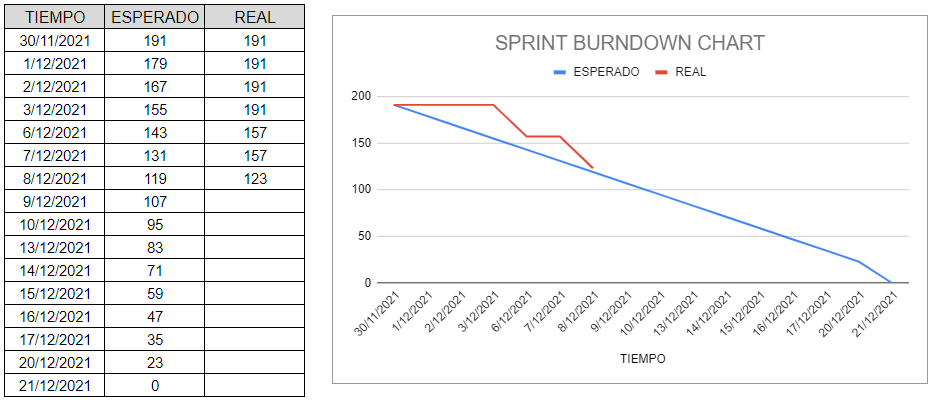 TIEMPO ESPERADO REAL
30/11/2021 191 191
1/12/2021 179 191
2/12/2021 167 191
3/12/2021 155 191
6/12/2021 143 157
7/12/2021 131 157
8/12/2021 119 123
9/12/2021 107
10/12/2021 95
13/12/2021 83
14/12/2021 71
15/12/2021 59
16/12/2021 47
17/12/2021 35
20/12/2021 23
21/12/2021 0
SPRINT BURNDOWN CHART
ESPERADO REAL
200
150
100
50
0
30/11/2021 1/12/2021 2/12/2021 3/12/2021 6/12/2021 7/12/2021 8/12/2021 9/12/2021 10/12/2021 13/12/2021 14/12/2021 15/12/2021 16/12/2021 17/12/2021 20/12/2021 21/12/2021
TIEMPO